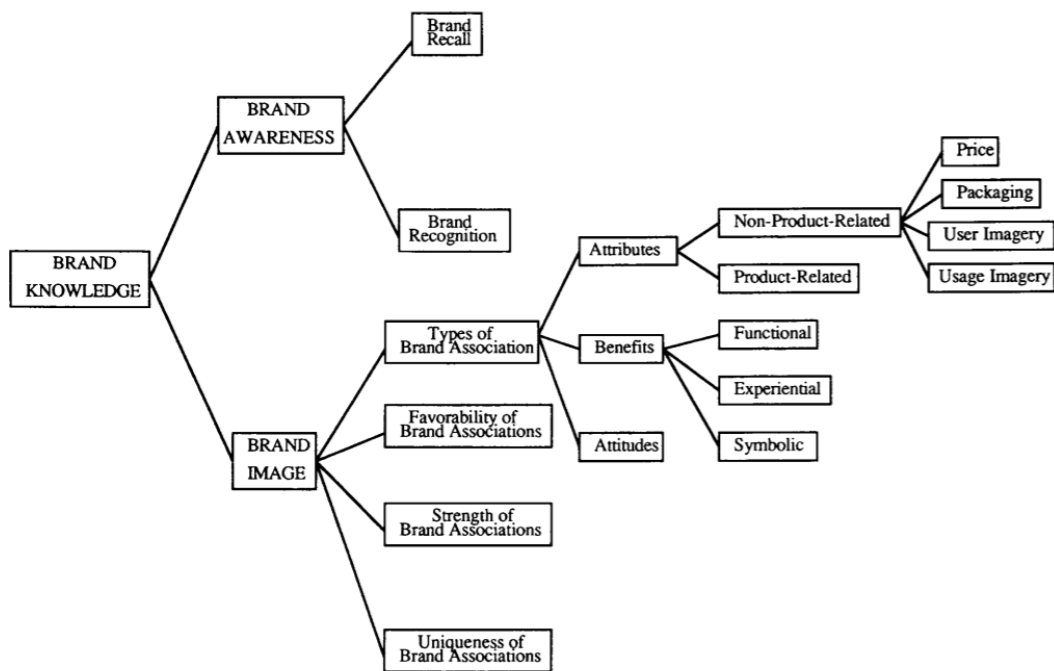 Brand
Recall
BRAND
AWARENESS
Brand
Recognition
BRAND
KNOWLEDGE
BRAND
IMAGE
Types of
Brand Association
Favorability of
Brand Associations
Strength of
Brand Associations
Uniqueness of
Brand Associations
Attributes
Benefits
Attitudes
Non-Product-Related
Product-Related
Functional
Experiential
Symbolic
Price
Packaging
User Imagery
Usage Imagery